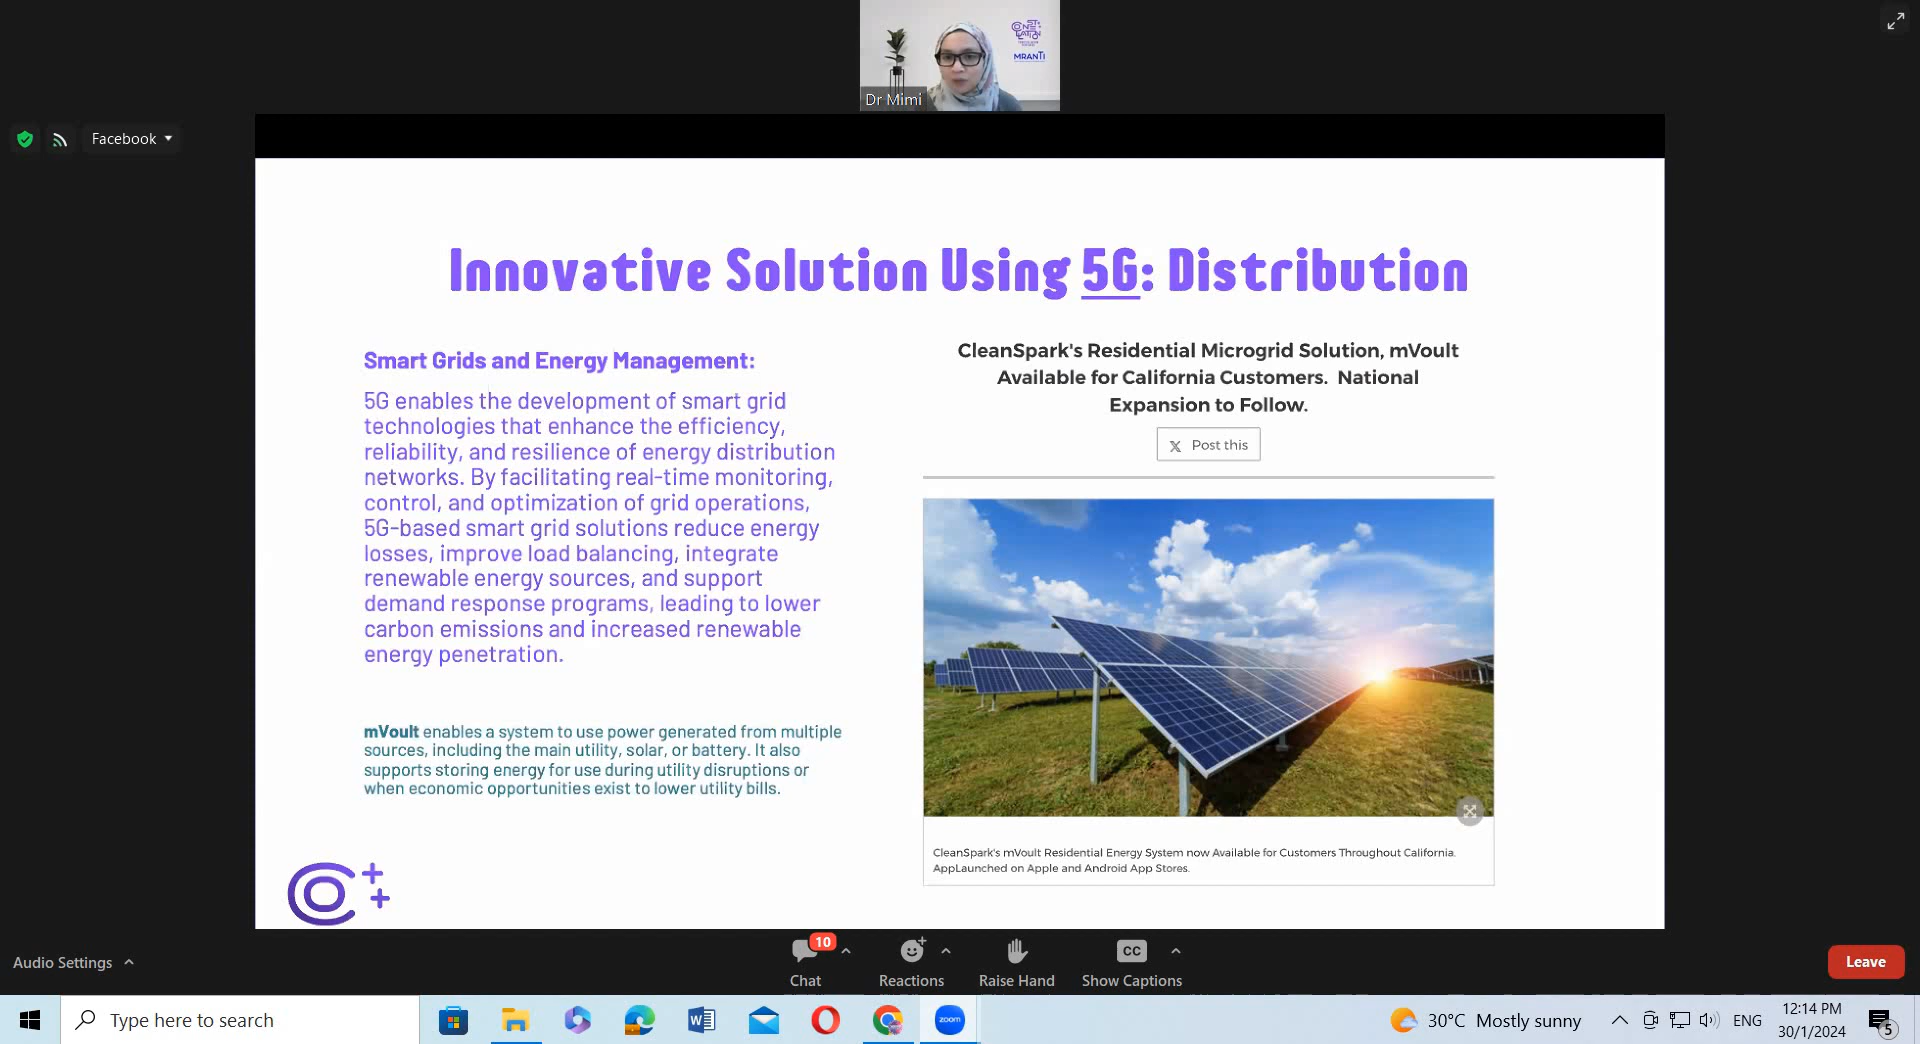 MRANTI
Dr Mimi
Facebook
Innovative Solution Using 5G: Distribution
Smart Grids and Energy Management:
5G enables the development of smart grid
technologies that enhance the efficiency,
reliability, and resilience of energy distribution
networks. By facilitating real-time monitoring,
control, and optimization of grid operations,
5G-based smart grid solutions reduce energy
losses, improve load balancing, integrate
renewable energy sources, and support
demand response programs, leading to lower
carbon emissions and increased renewable
energy penetration.
mVoult enables a system to use power generated from multiple
sources, including the main utility, solar, or battery. It also
supports storing energy for use during utility disruptions or
when economic opportunities exist to lower utility bills.
CleanSpark's Residential Microgrid Solution, mVoult
Available for California Customers. National
Expansion to Follow.
X Post this
CleanSpark's mVoult Residential Energy System now Available for Customers Throughout California.
AppLaunched on Apple and Android App Stores.
Audio Settings
10
Chat
Reactions
Raise Hand
CC
Show Captions
Leave
Type here to search
W
zoom
30°C Mostly sunny
ENG
12:14 PM
30/1/2024
5